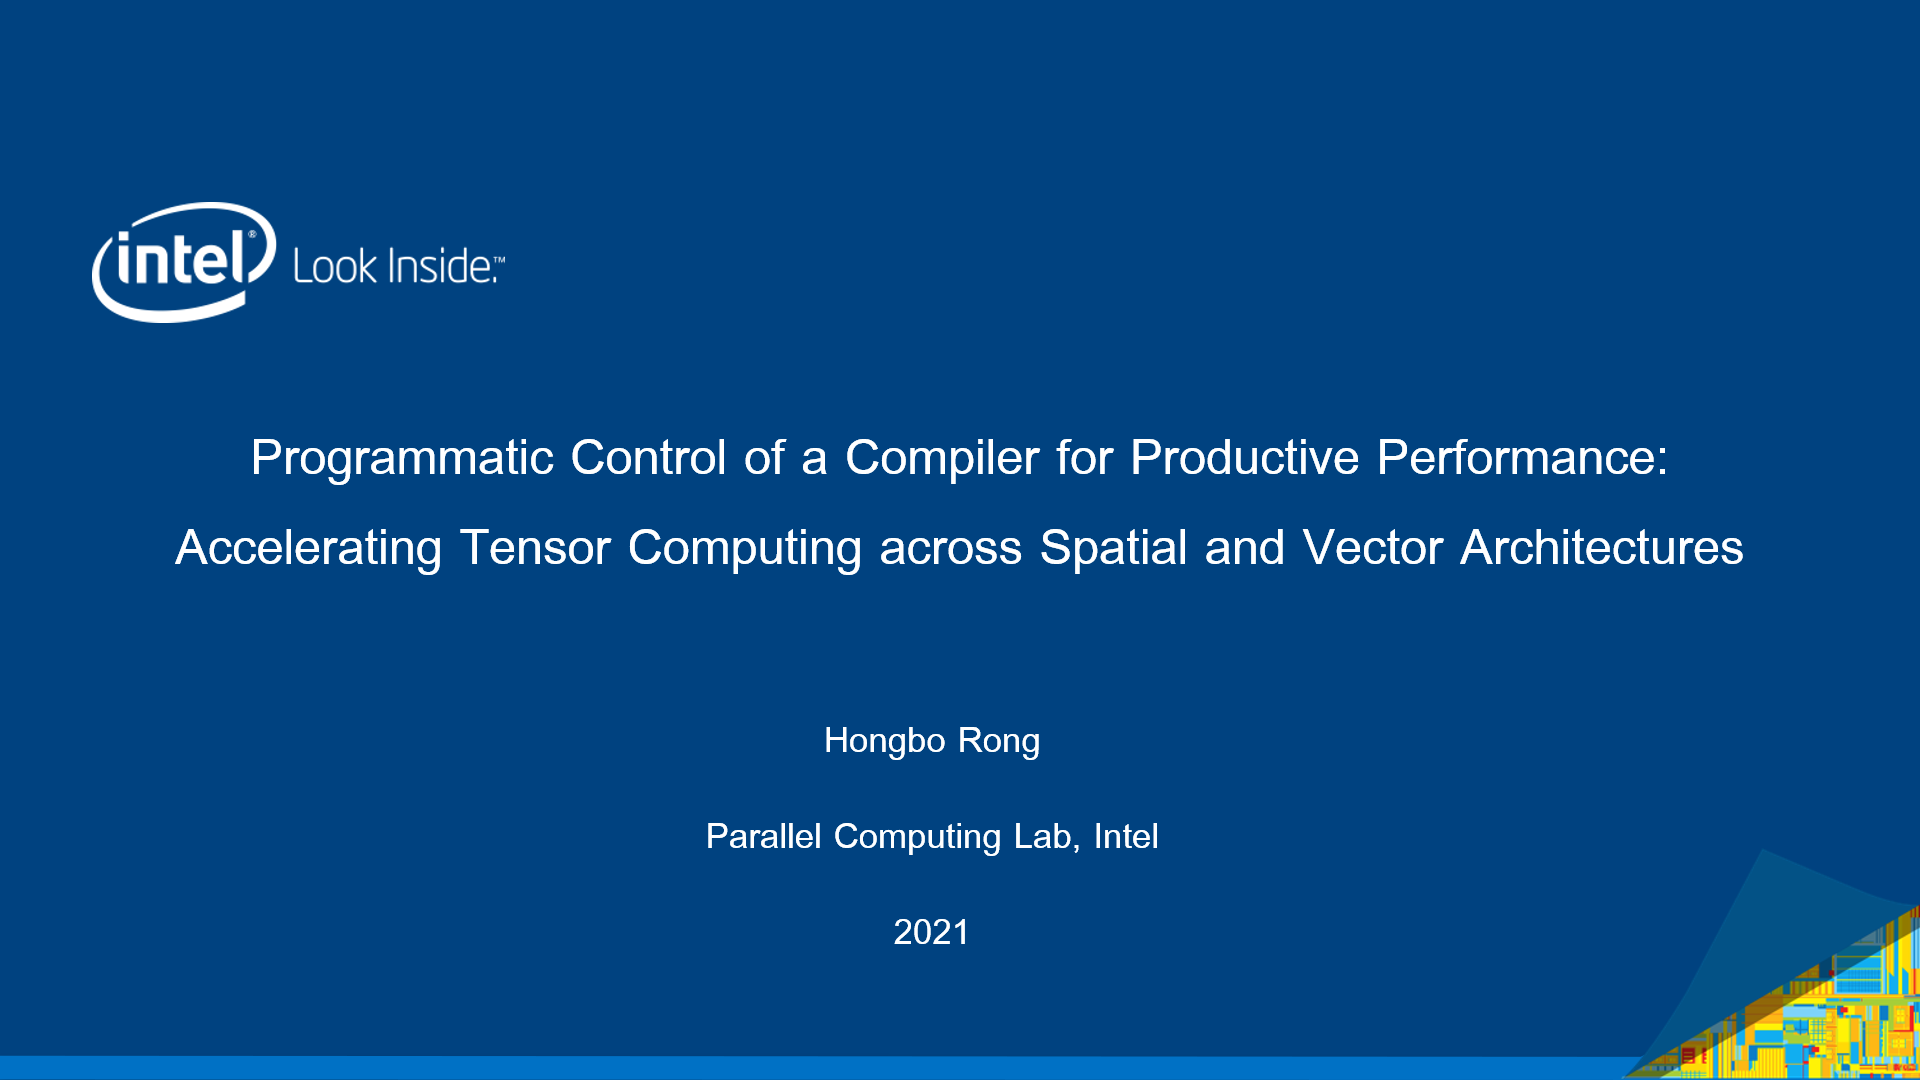 intel® Look Inside.™
Programmatic Control of a Compiler for Productive Performance:
Accelerating Tensor Computing across Spatial and Vector Architectures
Hongbo Rong
Parallel Computing Lab, Intel
2021